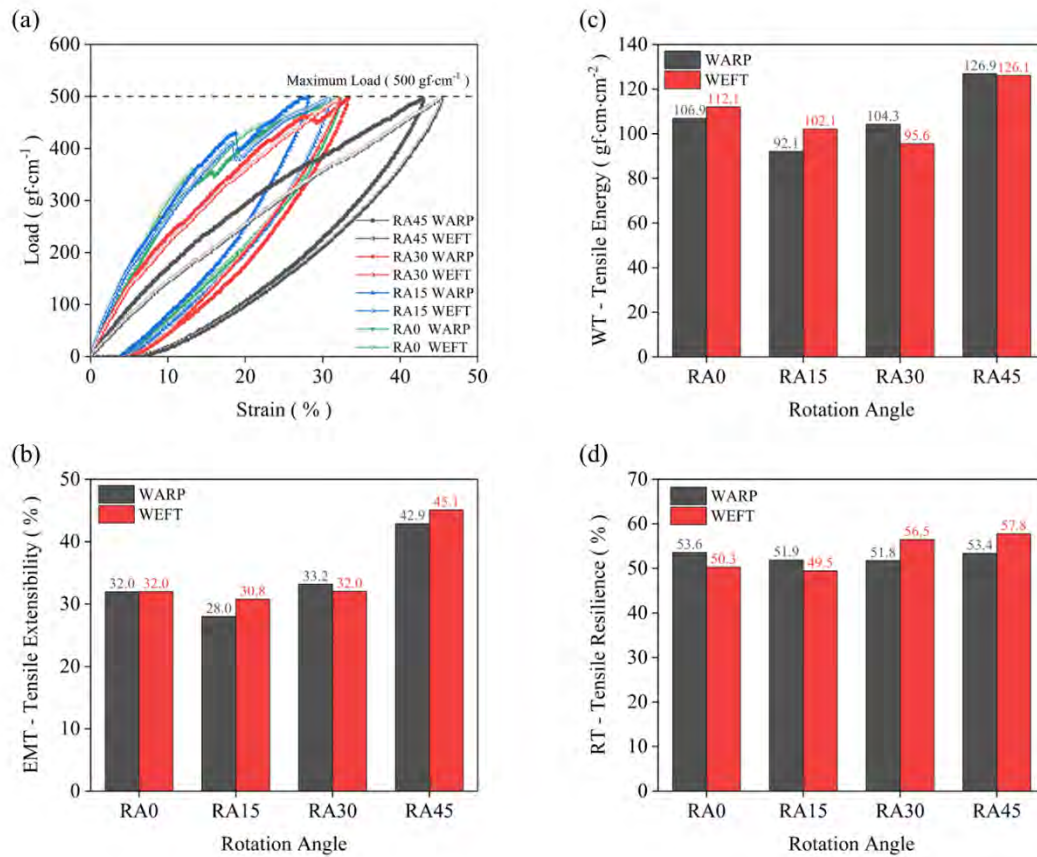 (a)
600
500
400
300
200
100
0
Load ( gf·cm⁻¹ )
Maximum Load ( 500 gf·cm⁻¹ )
RA45 WARP
RA45 WEFT
RA30 WARP
RA30 WEFT
RA15 WARP
RA15 WEFT
RA0 WARP
RA0 WEFT
0 10 20 30 40 50
Strain ( % )
(c)
140
120
100
80
60
40
20
0
WT - Tensile Energy ( gf·cm·cm⁻² )
WARP
WEFT
106.9 112.1 92.1 102.1 104.3 95.6 126.9 126.1
RA0 RA15 RA30 RA45
Rotation Angle
(b)
50
40
30
20
10
0
EMT - Tensile Extensibility ( % )
WARP
WEFT
32.0 32.0 28.0 30.8 33.2 32.0 42.9 45.1
RA0 RA15 RA30 RA45
Rotation Angle
(d)
70
60
50
40
30
20
10
0
RT - Tensile Resilience ( % )
WARP
WEFT
53.6 50.3 51.9 49.5 51.8 56.5 53.4 57.8
RA0 RA15 RA30 RA45
Rotation Angle